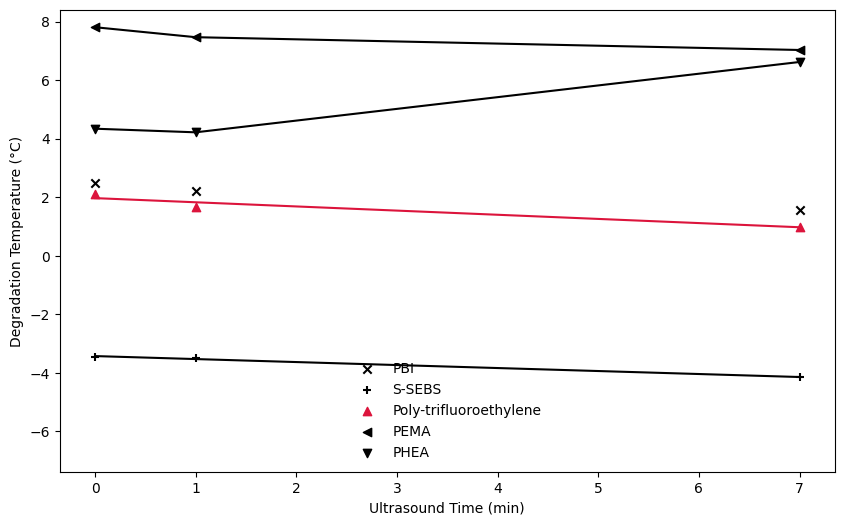 8
6
4
2
0
−2
−4
−6
Degradation Temperature (°C)
PBI
S-SEBS
Poly-trifluoroethylene
PEMA
PHEA
0 1 2 3 4 5 6 7
Ultrasound Time (min)